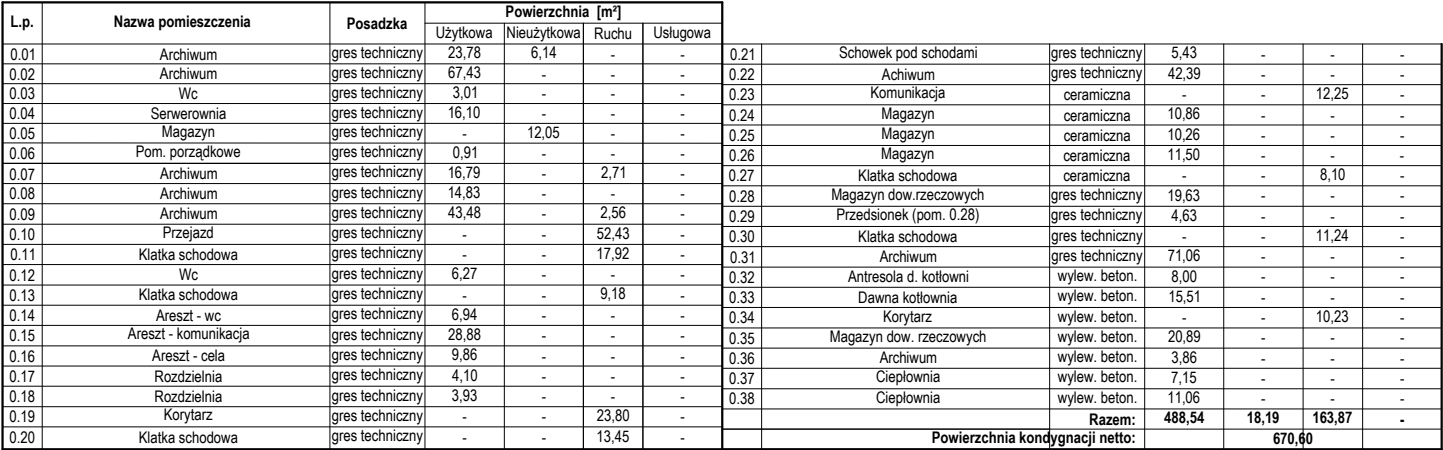 L.p. Nazwa pomieszczenia Posadzka Powierzchnia [m²]
Użytkowa Nieużytkowa Ruchu Usługowa
0.01 Archiwum gres techniczny 23,78 6,14 - -
0.02 Archiwum gres techniczny 67,43 - - -
0.03 Wc gres techniczny 3,01 - - -
0.04 Serwerownia gres techniczny 16,10 - - -
0.05 Magazyn gres techniczny - 12,05 - -
0.06 Pom. porządkowe gres techniczny 0,91 - - -
0.07 Archiwum gres techniczny 16,79 - 2,71 -
0.08 Archiwum gres techniczny 14,83 - - -
0.09 Archiwum gres techniczny 43,48 - 2,56 -
0.10 Przejazd gres techniczny - - 52,43 -
0.11 Klatka schodowa gres techniczny - - 17,92 -
0.12 Wc gres techniczny 6,27 - - -
0.13 Klatka schodowa gres techniczny - - 9,18 -
0.14 Areszt - wc gres techniczny 6,94 - - -
0.15 Areszt - komunikacja gres techniczny 28,88 - - -
0.16 Areszt - cela gres techniczny 9,86 - - -
0.17 Rozdzielnia gres techniczny 4,10 - - -
0.18 Rozdzielnia gres techniczny 3,93 - - -
0.19 Korytarz gres techniczny - - 23,80 -
0.20 Klatka schodowa gres techniczny - - 13,45 -
0.21 Schowek pod schodami gres techniczny 5,43 - - -
0.22 Achiwum gres techniczny 42,39 - - -
0.23 Komunikacja ceramiczna - - 12,25 -
0.24 Magazyn ceramiczna 10,86 - - -
0.25 Magazyn ceramiczna 10,26 - - -
0.26 Magazyn ceramiczna 11,50 - - -
0.27 Klatka schodowa ceramiczna - - 8,10 -
0.28 Magazyn dow.rzeczowych gres techniczny 19,63 - - -
0.29 Przedsionek (pom. 0.28) gres techniczny 4,63 - - -
0.30 Klatka schodowa gres techniczny - - 11,24 -
0.31 Archiwum gres techniczny 71,06 - - -
0.32 Antresola d. kotłowni wylew. beton. 8,00 - - -
0.33 Dawna kotłownia wylew. beton. 15,51 - - -
0.34 Korytarz wylew. beton. - - 10,23 -
0.35 Magazyn dow. rzeczowych wylew. beton. 20,89 - - -
0.36 Archiwum wylew. beton. 3,86 - - -
0.37 Ciepłownia wylew. beton. 7,15 - - -
0.38 Ciepłownia wylew. beton. 11,06 - - -
Razem: 488,54 18,19 163,87 -
Powierzchnia kondygnacji netto: 670,60